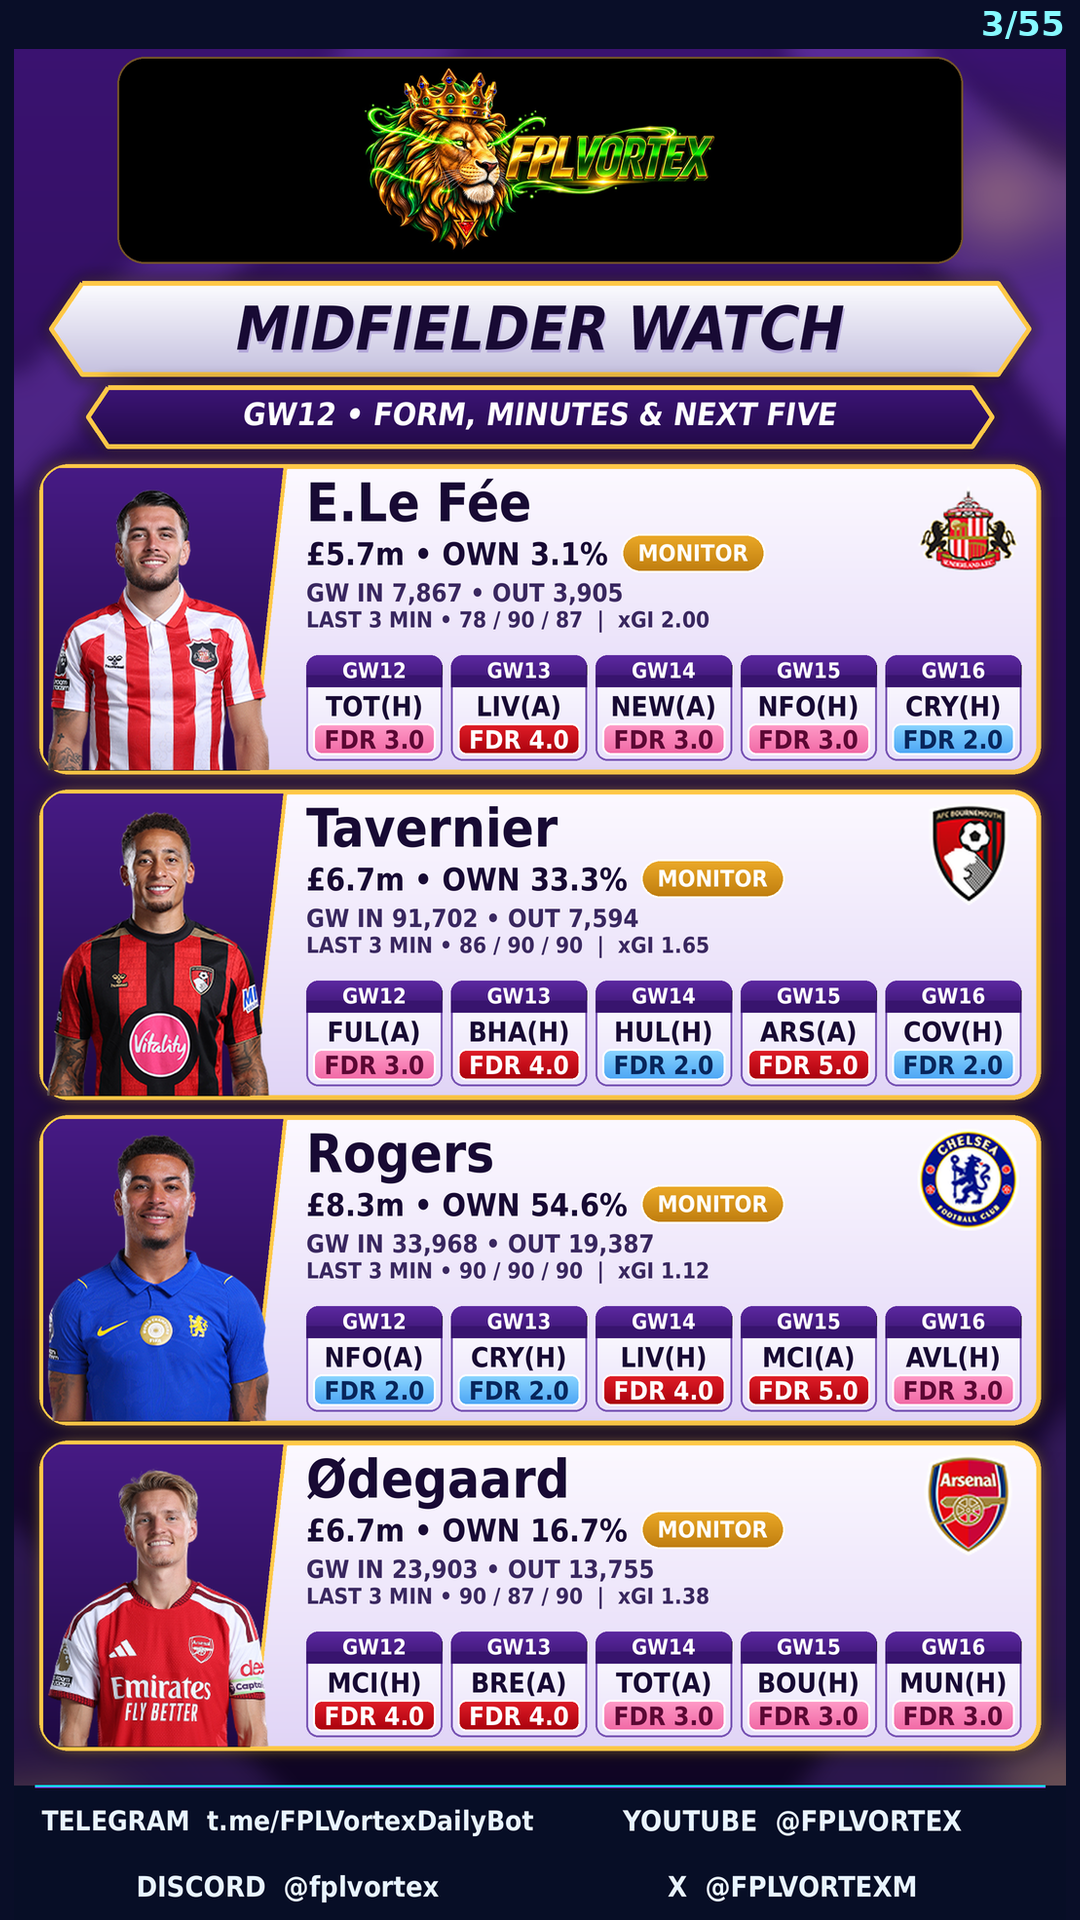 3/55
FPLVORTEX
MIDFIELDER WATCH
GW12 • FORM, MINUTES & NEXT FIVE
E.Le Fée
£5.7m • OWN 3.1% MONITOR
GW IN 7,867 • OUT 3,905
LAST 3 MIN • 78 / 90 / 87 | xGI 2.00
GW12 GW13 GW14 GW15 GW16
TOT(H) LIV(A) NEW(A) NFO(H) CRY(H)
FDR 3.0 FDR 4.0 FDR 3.0 FDR 3.0 FDR 2.0
Tavernier
£6.7m • OWN 33.3% MONITOR
AFC BOURNEMOUTH
GW IN 91,702 • OUT 7,594
LAST 3 MIN • 86 / 90 / 90 | xGI 1.65
Vitality
GW12 GW13 GW14 GW15 GW16
FUL(A) BHA(H) HUL(H) ARS(A) COV(H)
FDR 3.0 FDR 4.0 FDR 2.0 FDR 5.0 FDR 2.0
Rogers
£8.3m • OWN 54.6% MONITOR
CHELSEA
FOOTBALL CLUB
GW IN 33,968 • OUT 19,387
LAST 3 MIN • 90 / 90 / 90 | xGI 1.12
GW12 GW13 GW14 GW15 GW16
NFO(A) CRY(H) LIV(H) MCI(A) AVL(H)
FDR 2.0 FDR 2.0 FDR 4.0 FDR 5.0 FDR 3.0
Ødegaard
£6.7m • OWN 16.7% MONITOR
Arsenal
GW IN 23,903 • OUT 13,755
LAST 3 MIN • 90 / 87 / 90 | xGI 1.38
Emirates
FLY BETTER
GW12 GW13 GW14 GW15 GW16
MCI(H) BRE(A) TOT(A) BOU(H) MUN(H)
FDR 4.0 FDR 4.0 FDR 3.0 FDR 3.0 FDR 3.0
TELEGRAM t.me/FPLVortexDailyBot YOUTUBE @FPLVORTEX
DISCORD @fplvortex X @FPLVORTEXM